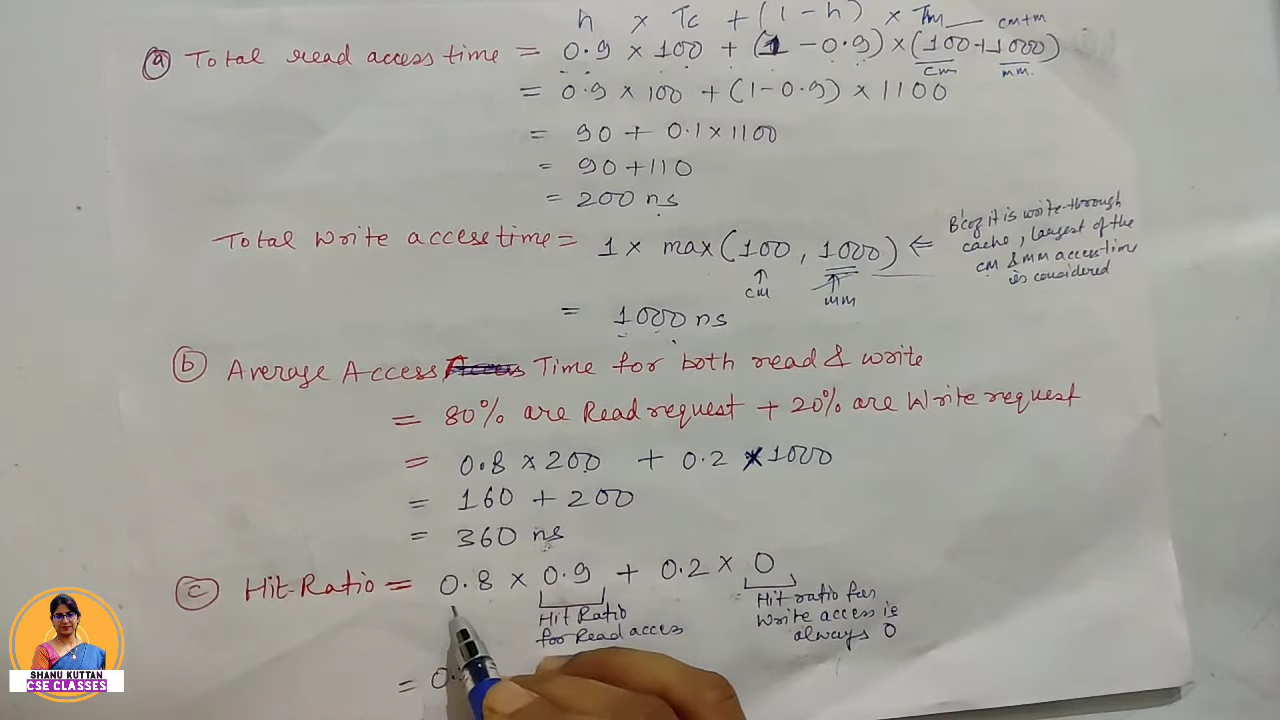 h × Tc + (1 - h) × Tm cm+m
(a) Total read access time = 0.9 × 100 + (1 - 0.9) × (100 + 1000)
cm mm.
= 0.9 × 100 + (1 - 0.9) × 1100
= 90 + 0.1 × 1100
= 90 + 110
= 200 ns
Total Write access time = 1 × max (100, 1000) ⇐ B'coz it is write-through
cache, largest of the
cm & mm access time
is considered
↑ ↑
cm mm
= 1000 ns
(b) Average Access Time for both read & write
= 80% are Read request + 20% are Write request
= 0.8 × 200 + 0.2 × 1000
= 160 + 200
= 360 ns
(c) Hit-Ratio = 0.8 × 0.9 + 0.2 × 0
Hit Ratio
for Read access
Hit ratio for
Write access is
always 0
= 0.
SHANU KUTTAN
CSE CLASSES